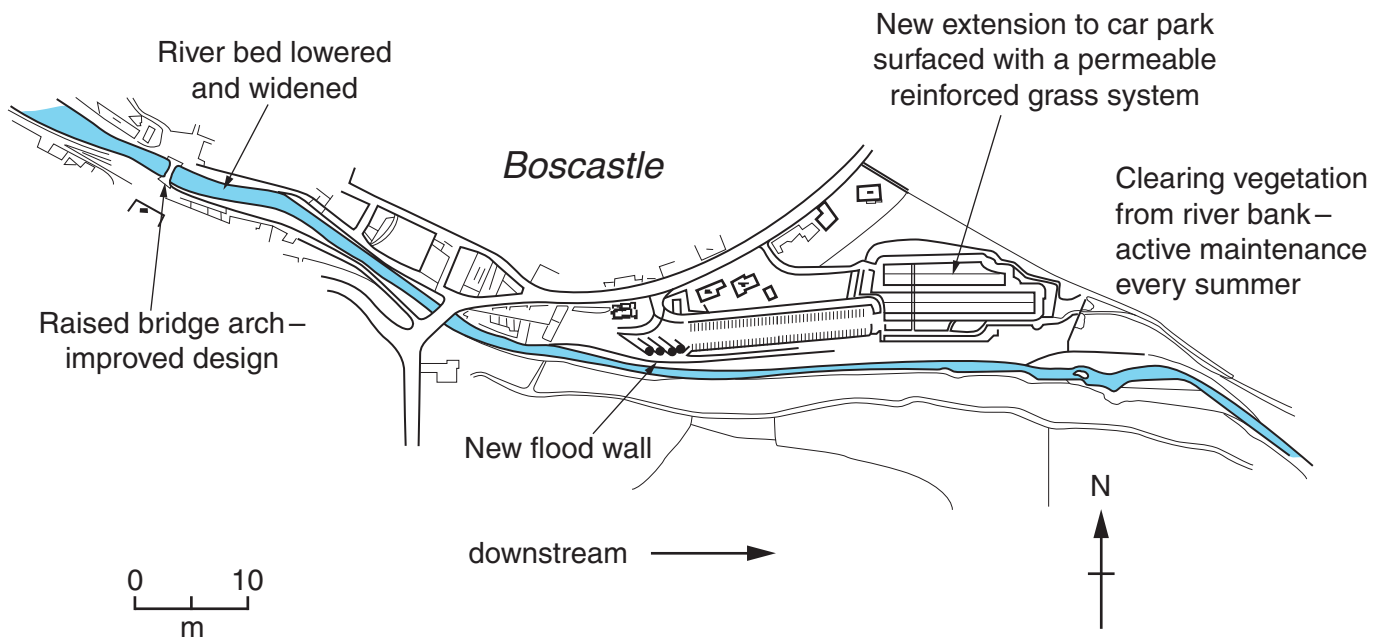 River bed lowered
and widened
New extension to car park
surfaced with a permeable
reinforced grass system
Boscastle
Clearing vegetation
from river bank –
active maintenance
every summer
Raised bridge arch –
improved design
New flood wall
N
downstream
0 10
m